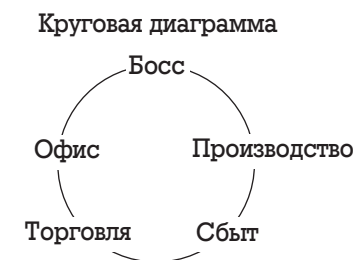 Круговая диаграмма
Босс
Офис
Производство
Торговля
Сбыт